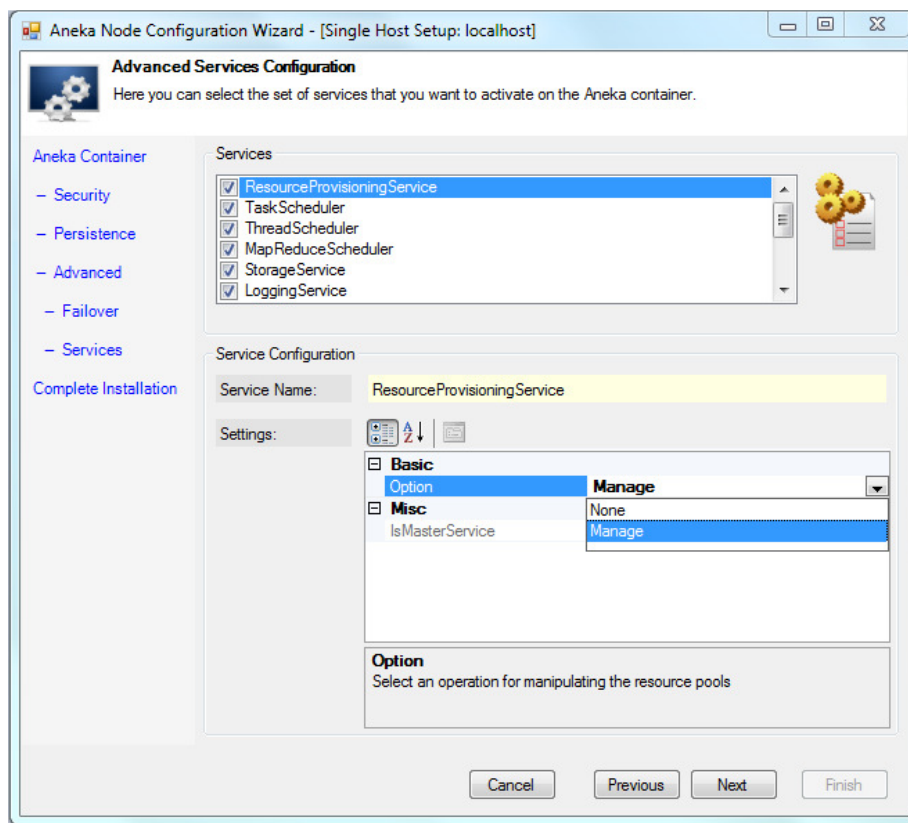 Aneka Node Configuration Wizard - [Single Host Setup: localhost]
Advanced Services Configuration
Here you can select the set of services that you want to activate on the Aneka container.
Aneka Container
– Security
– Persistence
– Advanced
– Failover
– Services
Complete Installation
Services
ResourceProvisioningService
TaskScheduler
ThreadScheduler
MapReduceScheduler
StorageService
LoggingService
Service Configuration
Service Name: ResourceProvisioningService
Settings:
Basic
Option Manage
Misc None
IsMasterService Manage
Option
Select an operation for manipulating the resource pools
Cancel Previous Next Finish